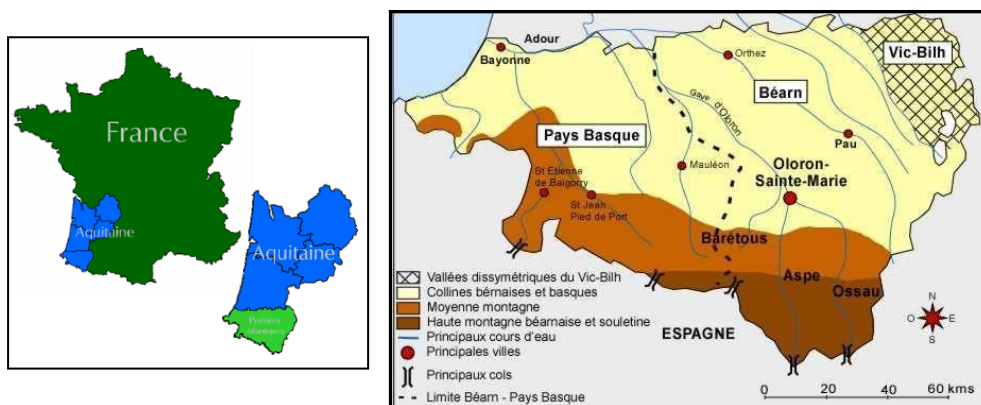 France
Aquitaine
Aquitaine
Pyrénées
Atlantiques
Adour
Bayonne
Orthez
Vic-Bilh
Béarn
Gave d'Oloron
Pays Basque
Pau
Mauléon
Oloron-
Sainte-Marie
St Etienne
de Baïgorry
St Jean
Pied de Port
Barétous
Aspe
Ossau
Vallées dissymétriques du Vic-Bilh
Collines bérnaises et basques
Moyenne montagne
Haute montagne béarnaise et souletine
Principaux cours d'eau
Principales villes
Principaux cols
Limite Béarn - Pays Basque
ESPAGNE
N
O
E
S
0 20 40 60 kms